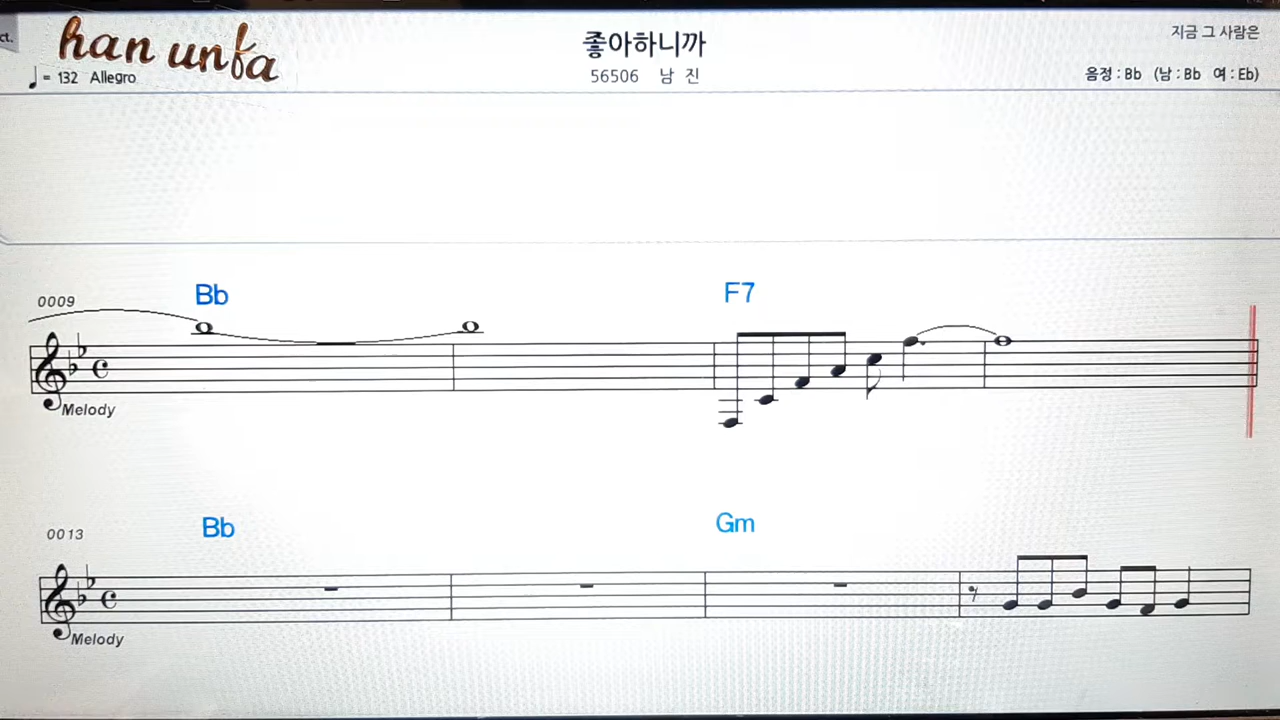 ct.
han unfa
좋아하니까
지금 그 사람은
♩= 132 Allegro
56506 남 진
음정 : Bb (남 : Bb 여 : Eb)
0009
Bb
F7
Melody
0013
Bb
Gm
Melody